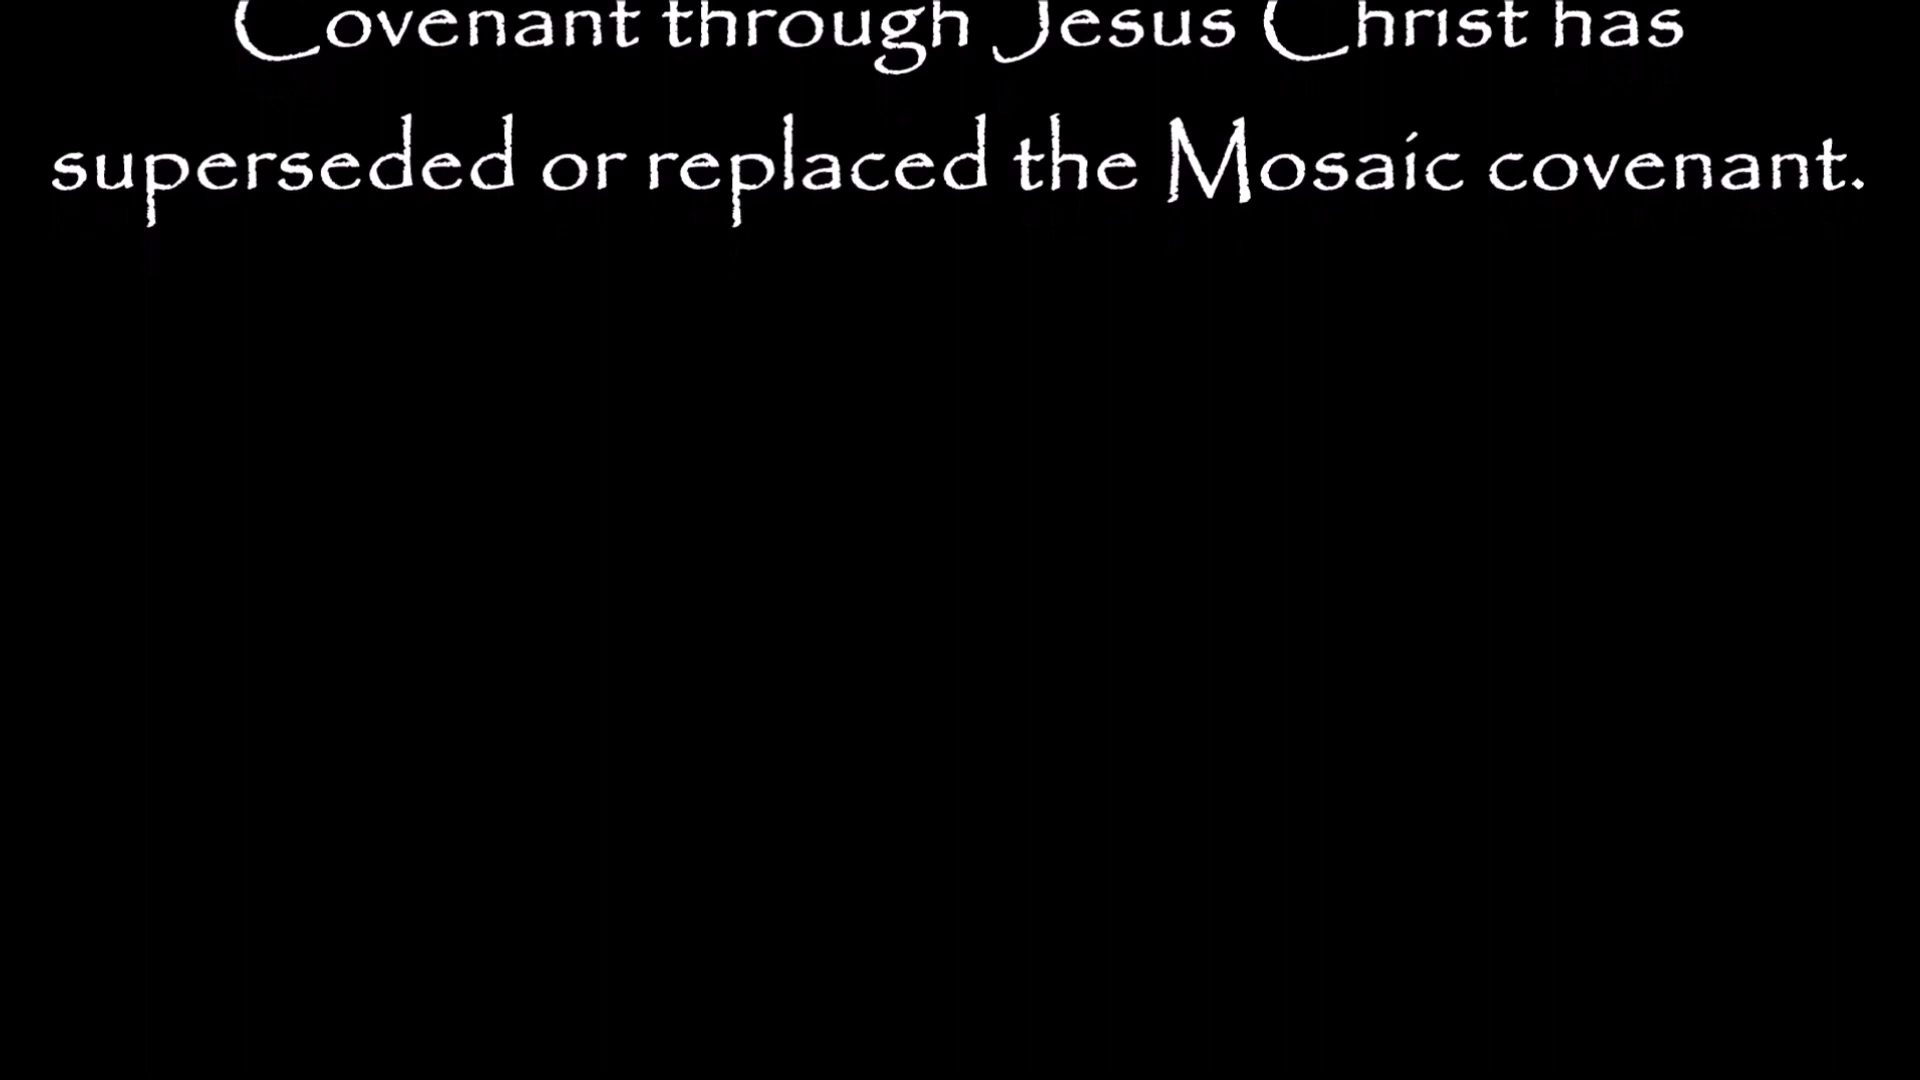 Covenant through Jesus Christ has
superseded or replaced the Mosaic covenant.